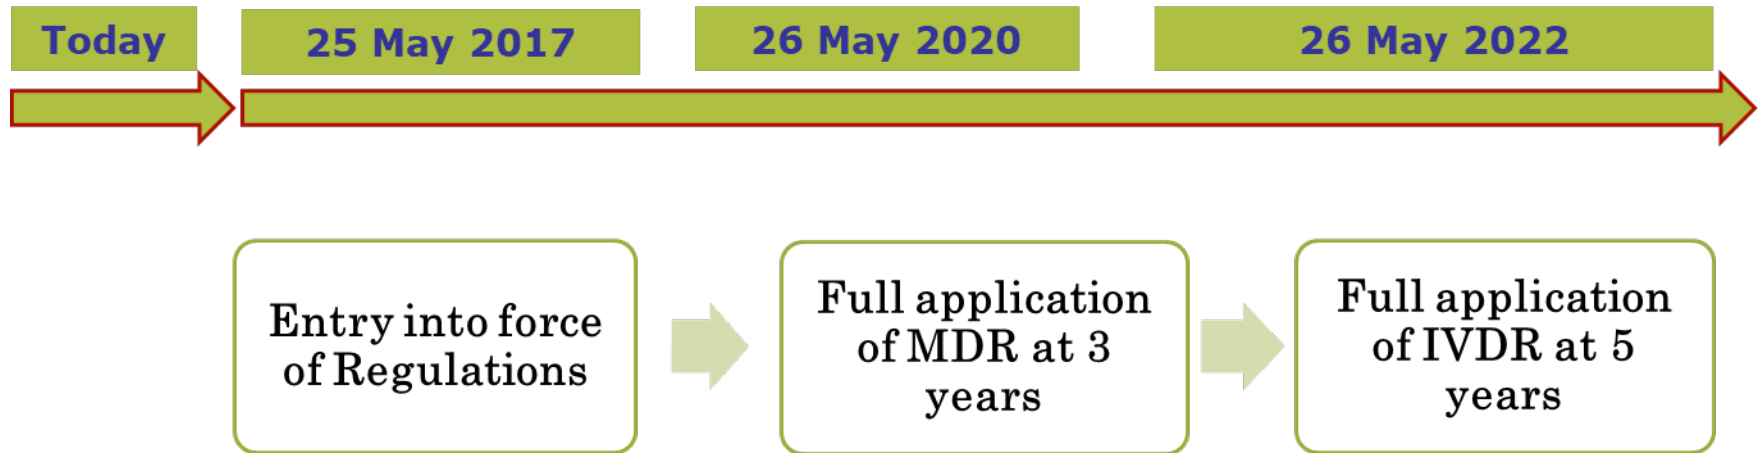 Today
25 May 2017
26 May 2020
26 May 2022
Entry into force
of Regulations
Full application
of MDR at 3
years
Full application
of IVDR at 5
years